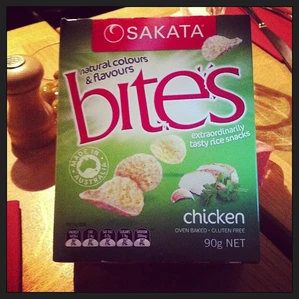 SAKATA
natural colours
& flavours
bites
extraordinarily
tasty rice snacks
MADE IN
AUSTRALIA
chicken
OVEN BAKED - GLUTEN FREE
90g NET